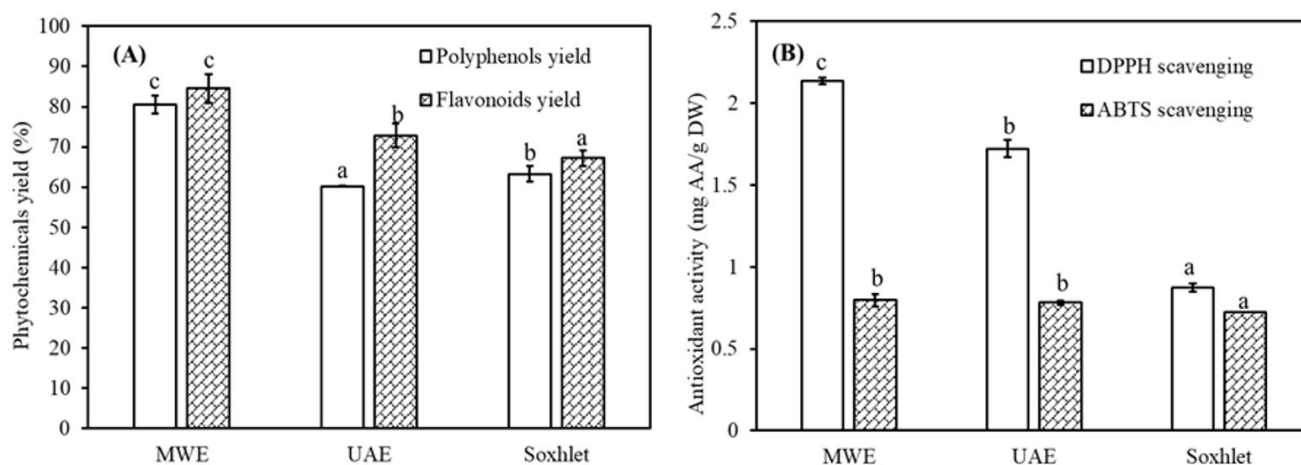 (A)
Polyphenols yield
Flavonoids yield
Phytochemicals yield (%)
100
90
80
70
60
50
40
30
20
10
0
c
c
a
b
b
a
MWE
UAE
Soxhlet
(B)
DPPH scavenging
ABTS scavenging
Antioxidant activity (mg AA/g DW)
2.5
2
1.5
1
0.5
0
c
b
b
b
a
a
MWE
UAE
Soxhlet